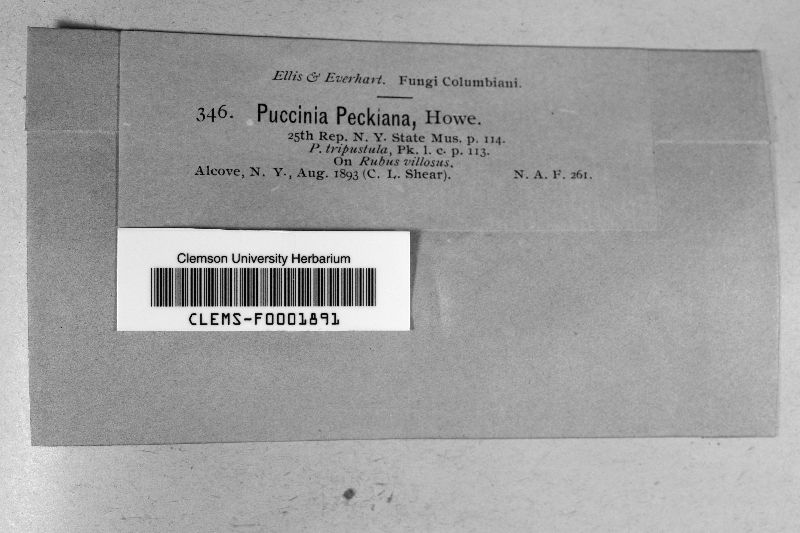 Ellis & Everhart. Fungi Columbiani.
346. Puccinia Peckiana, Howe.
25th Rep. N. Y. State Mus. p. 114.
P. tripustula, Pk. l. c. p. 113.
On Rubus villosus.
Alcove, N. Y., Aug. 1893 (C. L. Shear). N. A. F. 261.
Clemson University Herbarium
CLEMS-F0001891